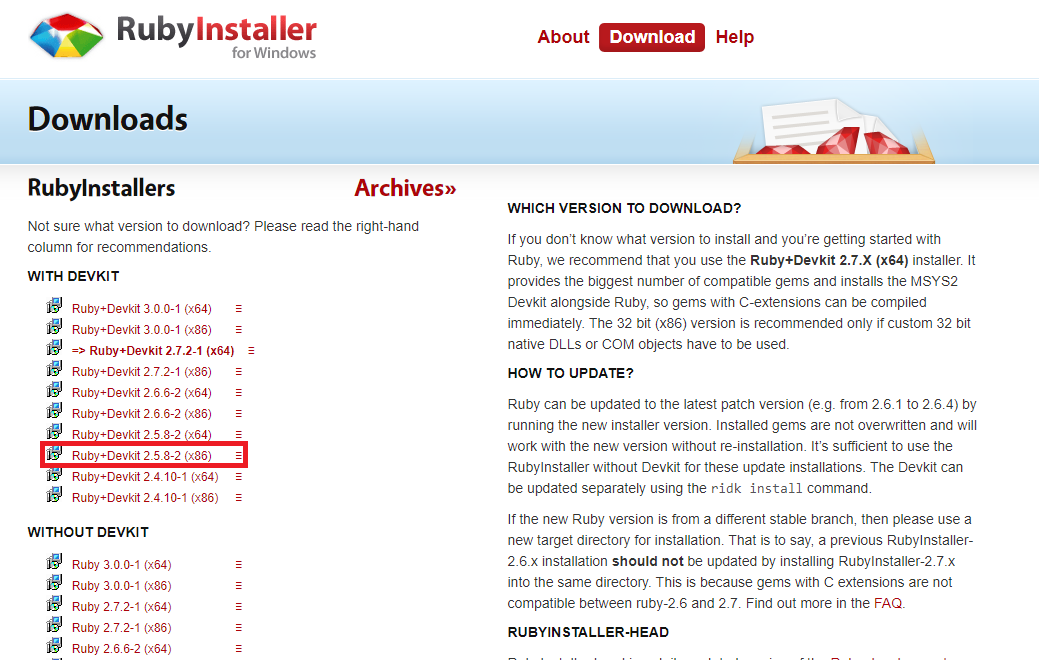 RubyInstaller
for Windows
About Download Help
Downloads
RubyInstallers Archives»
Not sure what version to download? Please read the right-hand
column for recommendations.
WITH DEVKIT
Ruby+Devkit 3.0.0-1 (x64)
Ruby+Devkit 3.0.0-1 (x86)
=> Ruby+Devkit 2.7.2-1 (x64)
Ruby+Devkit 2.7.2-1 (x86)
Ruby+Devkit 2.6.6-2 (x64)
Ruby+Devkit 2.6.6-2 (x86)
Ruby+Devkit 2.5.8-2 (x64)
Ruby+Devkit 2.5.8-2 (x86)
Ruby+Devkit 2.4.10-1 (x64)
Ruby+Devkit 2.4.10-1 (x86)
WITHOUT DEVKIT
Ruby 3.0.0-1 (x64)
Ruby 3.0.0-1 (x86)
Ruby 2.7.2-1 (x64)
Ruby 2.7.2-1 (x86)
Ruby 2.6.6-2 (x64)
WHICH VERSION TO DOWNLOAD?
If you don’t know what version to install and you’re getting started with
Ruby, we recommend that you use the Ruby+Devkit 2.7.X (x64) installer. It
provides the biggest number of compatible gems and installs the MSYS2
Devkit alongside Ruby, so gems with C-extensions can be compiled
immediately. The 32 bit (x86) version is recommended only if custom 32 bit
native DLLs or COM objects have to be used.
HOW TO UPDATE?
Ruby can be updated to the latest patch version (e.g. from 2.6.1 to 2.6.4) by
running the new installer version. Installed gems are not overwritten and will
work with the new version without re-installation. It’s sufficient to use the
RubyInstaller without Devkit for these update installations. The Devkit can
be updated separately using the ridk install command.
If the new Ruby version is from a different stable branch, then please use a
new target directory for installation. That is to say, a previous RubyInstaller-
2.6.x installation should not be updated by installing RubyInstaller-2.7.x
into the same directory. This is because gems with C extensions are not
compatible between ruby-2.6 and 2.7. Find out more in the FAQ.
RUBYINSTALLER-HEAD